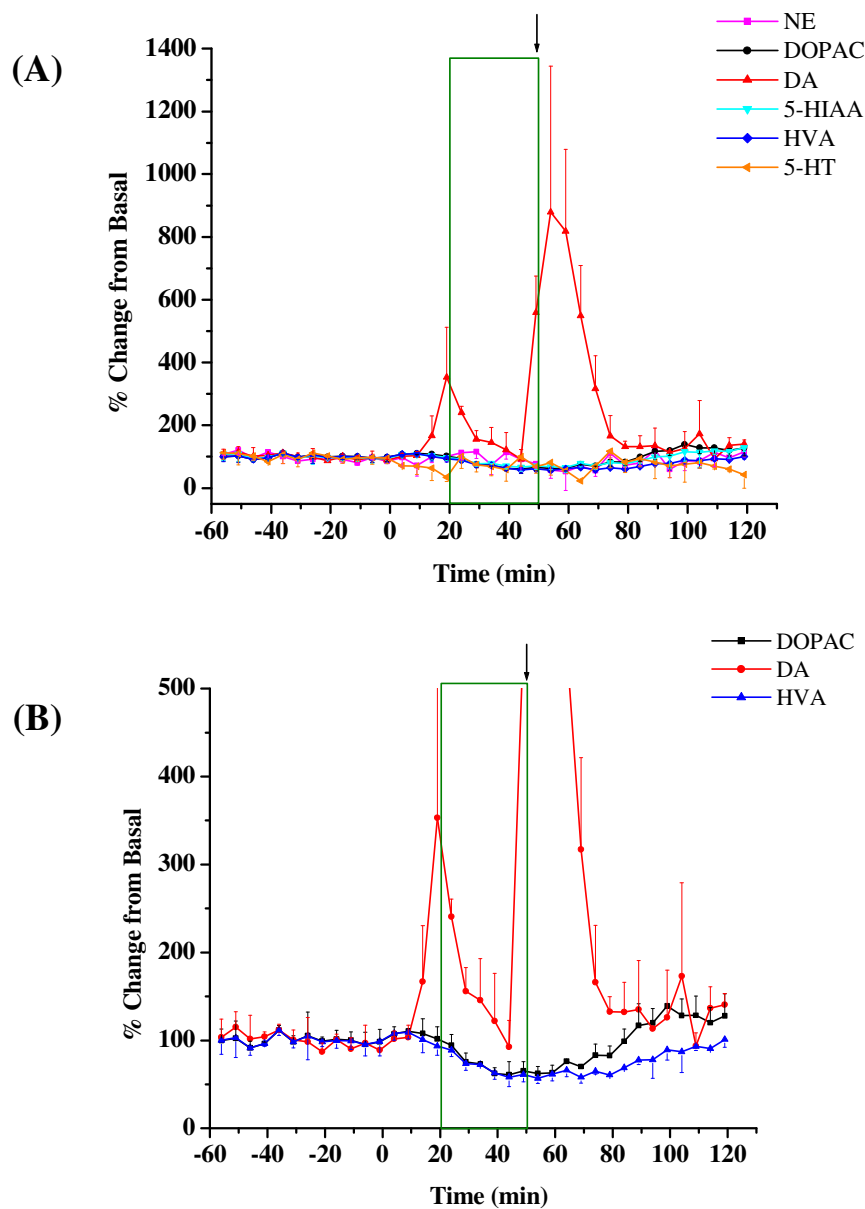 (A)
NE
DOPAC
DA
5-HIAA
HVA
5-HT
% Change from Basal
1400
1200
1000
800
600
400
200
0
-60 -40 -20 0 20 40 60 80 100 120
Time (min)
(B)
DOPAC
DA
HVA
% Change from Basal
500
400
300
200
100
0
-60 -40 -20 0 20 40 60 80 100 120
Time (min)